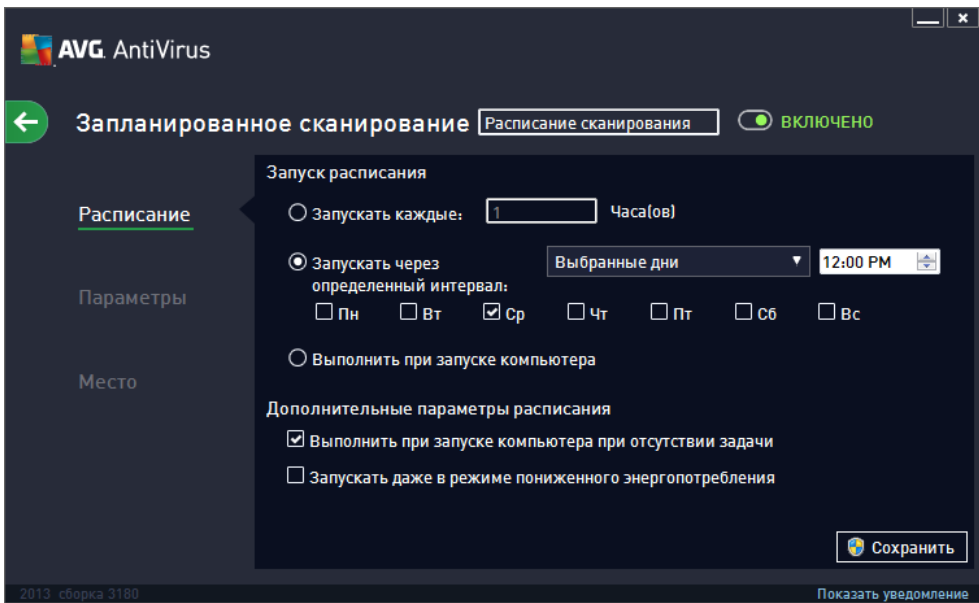 AVG AntiVirus
Запланированное сканирование Расписание сканирования ВКЛЮЧЕНО
Расписание
Параметры
Место
Запуск расписания
Запускать каждые: 1 Часа(ов)
Запускать через определенный интервал: Выбранные дни 12:00 PM
Пн Вт Ср Чт Пт Сб Вс
Выполнить при запуске компьютера
Дополнительные параметры расписания
Выполнить при запуске компьютера при отсутствии задачи
Запускать даже в режиме пониженного энергопотребления
Сохранить
2013 сборка 3180 Показать уведомление